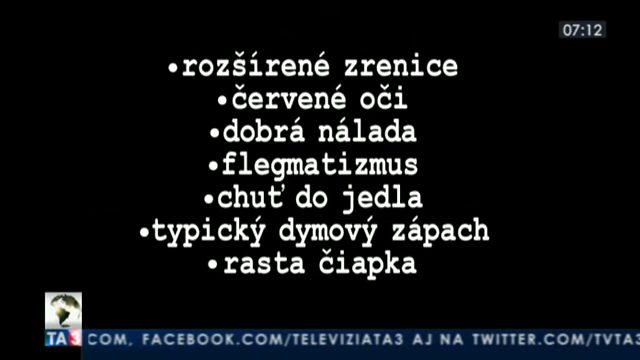 07:12
•rozšírené zrenice
•červené oči
•dobrá nálada
•flegmatizmus
•chuť do jedla
•typický dymový zápach
•rasta čiapka
TA3 COM, FACEBOOK.COM/TELEVIZIATA3 AJ NA TWITTER.COM/TVTA3